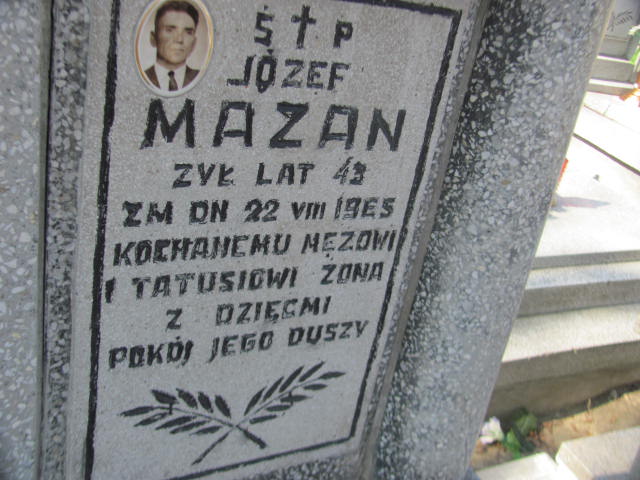 Ś † P
JÓZEF
MAZAN
ŻYŁ LAT 43
ZM DN 22 VIII 1965
KOCHANEMU MĘŻOWI
I TATUSIOWI ŻONA
Z DZIEĆMI
POKÓJ JEGO DUSZY